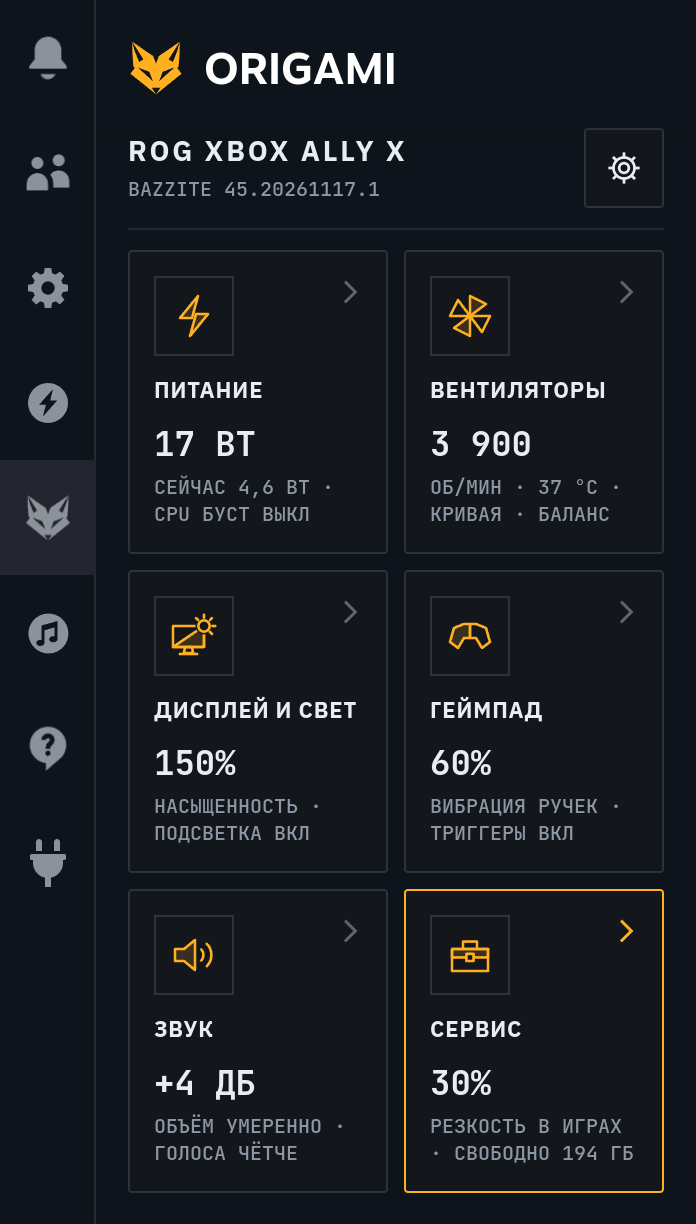 ORIGAMI
ROG XBOX ALLY X
BAZZITE 45.20261117.1
ПИТАНИЕ
17 ВТ
СЕЙЧАС 4,6 ВТ ·
CPU БУСТ ВЫКЛ
ВЕНТИЛЯТОРЫ
3 900
ОБ/МИН · 37 °C ·
КРИВАЯ · БАЛАНС
ДИСПЛЕЙ И СВЕТ
150%
НАСЫЩЕННОСТЬ ·
ПОДСВЕТКА ВКЛ
ГЕЙМПАД
60%
ВИБРАЦИЯ РУЧЕК ·
ТРИГГЕРЫ ВКЛ
ЗВУК
+4 ДБ
ОБЪЁМ УМЕРЕННО ·
ГОЛОСА ЧЁТЧЕ
СЕРВИС
30%
РЕЗКОСТЬ В ИГРАХ
· СВОБОДНО 194 ГБ